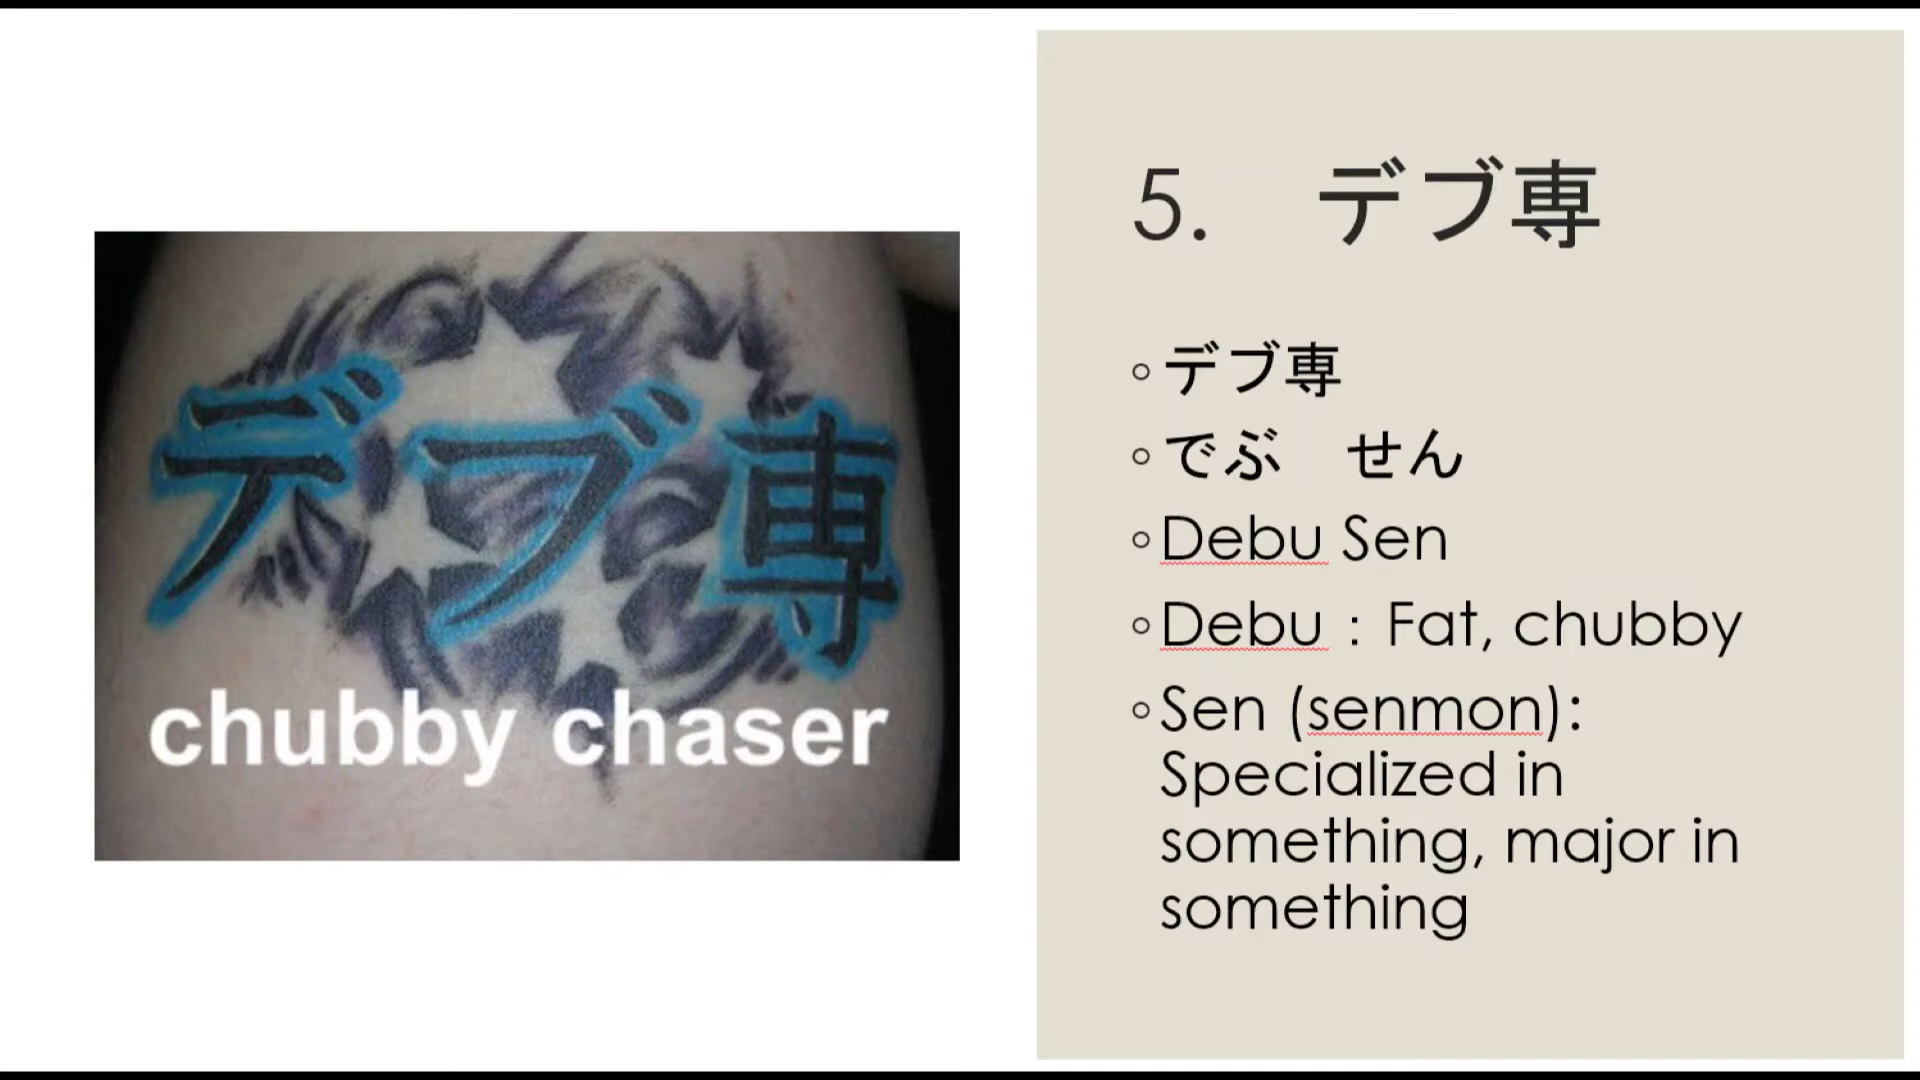 デブ専
chubby chaser
5.　デブ専
デブ専
でぶ　せん
Debu Sen
Debu : Fat, chubby
Sen (senmon):
Specialized in
something, major in
something